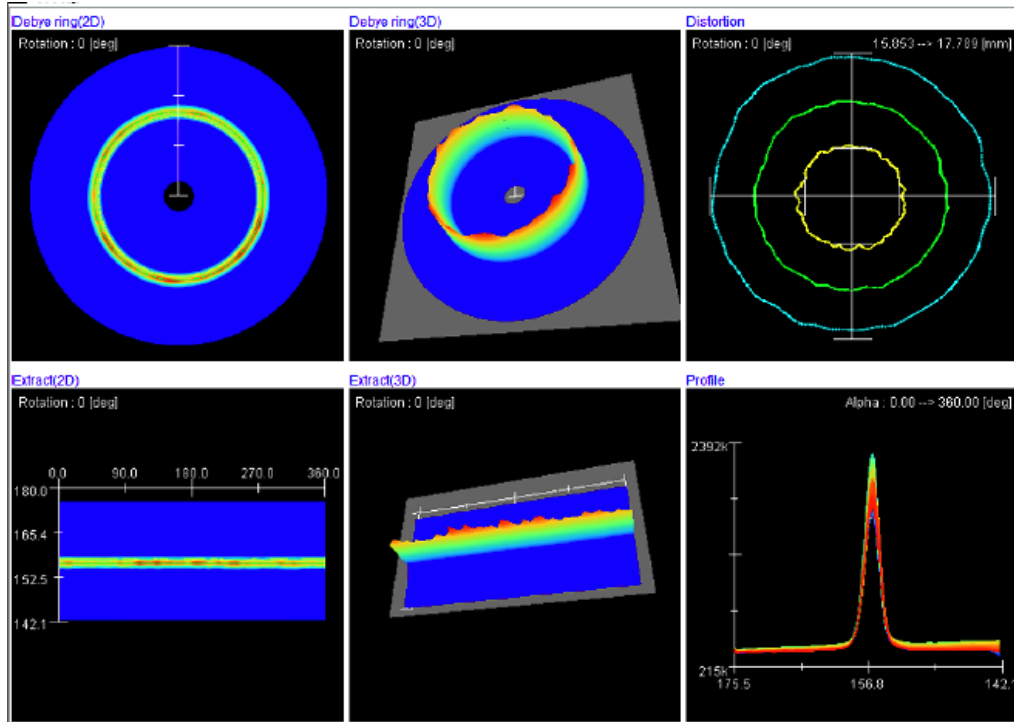 Debye ring(2D)
Rotation : 0 [deg]
Debye ring(3D)
Rotation : 0 [deg]
Distortion
Rotation : 0 [deg] 15.853 --> 17.789 [mm]
Extract(2D)
Rotation : 0 [deg]
0.0 90.0 180.0 270.0 360.0
180.0
165.4
152.5
142.1
Extract(3D)
Rotation : 0 [deg]
Profile
Alpha : 0.00 --> 360.00 [deg]
2392k
215k
175.5 156.8 142.